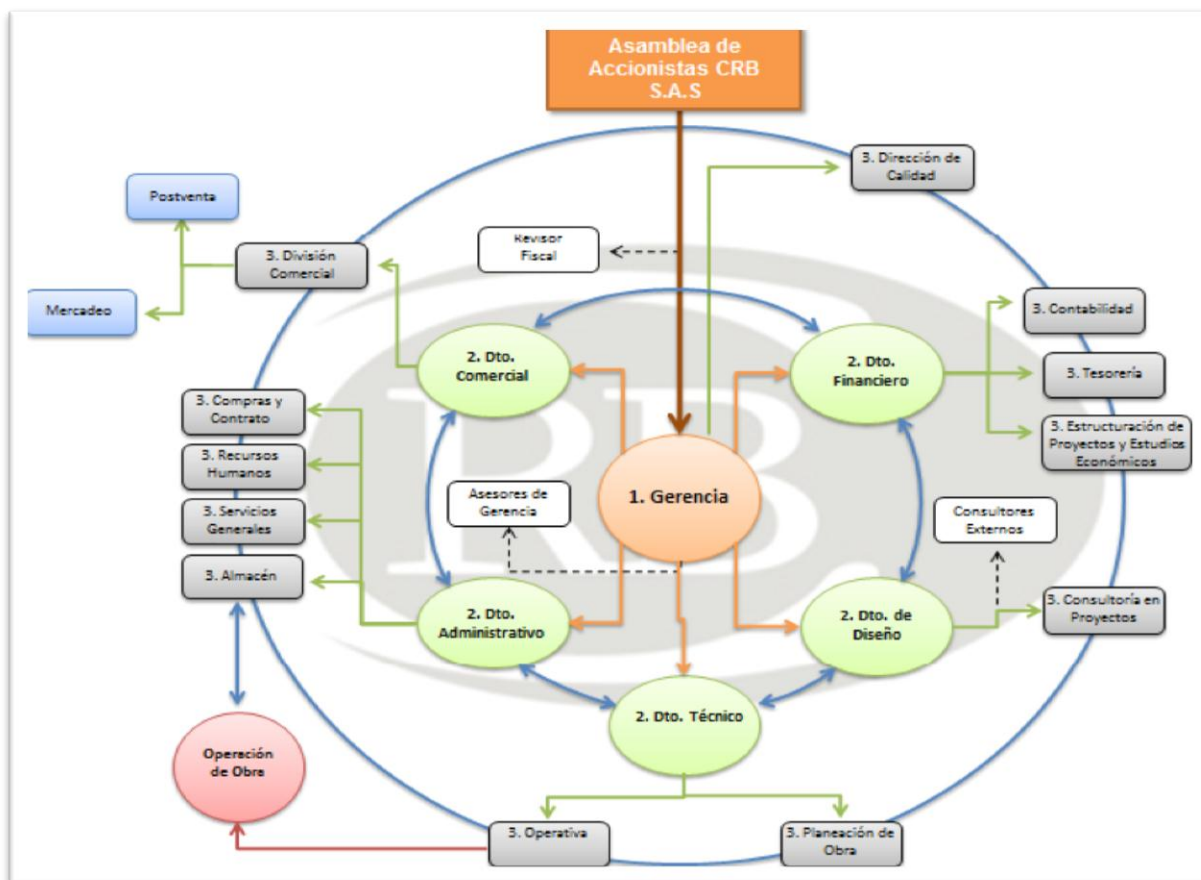 Asamblea de
Accionistas CRB
S.A.S
3. Dirección de
Calidad
Postventa
Revisor
Fiscal
3. División
Comercial
Mercadeo
3. Contabilidad
2. Dto.
Comercial
2. Dto.
Financiero
3. Tesorería
3. Compras y
Contrato
3. Estructuración de
Proyectos y Estudios
Económicos
3. Recursos
Humanos
1. Gerencia
Asesores de
Gerencia
Consultores
Externos
3. Servicios
Generales
3. Almacén
2. Dto.
Administrativo
2. Dto. de
Diseño
3. Consultoría en
Proyectos
2. Dto. Técnico
Operación
de Obra
3. Operativa
3. Planeación de
Obra
RB